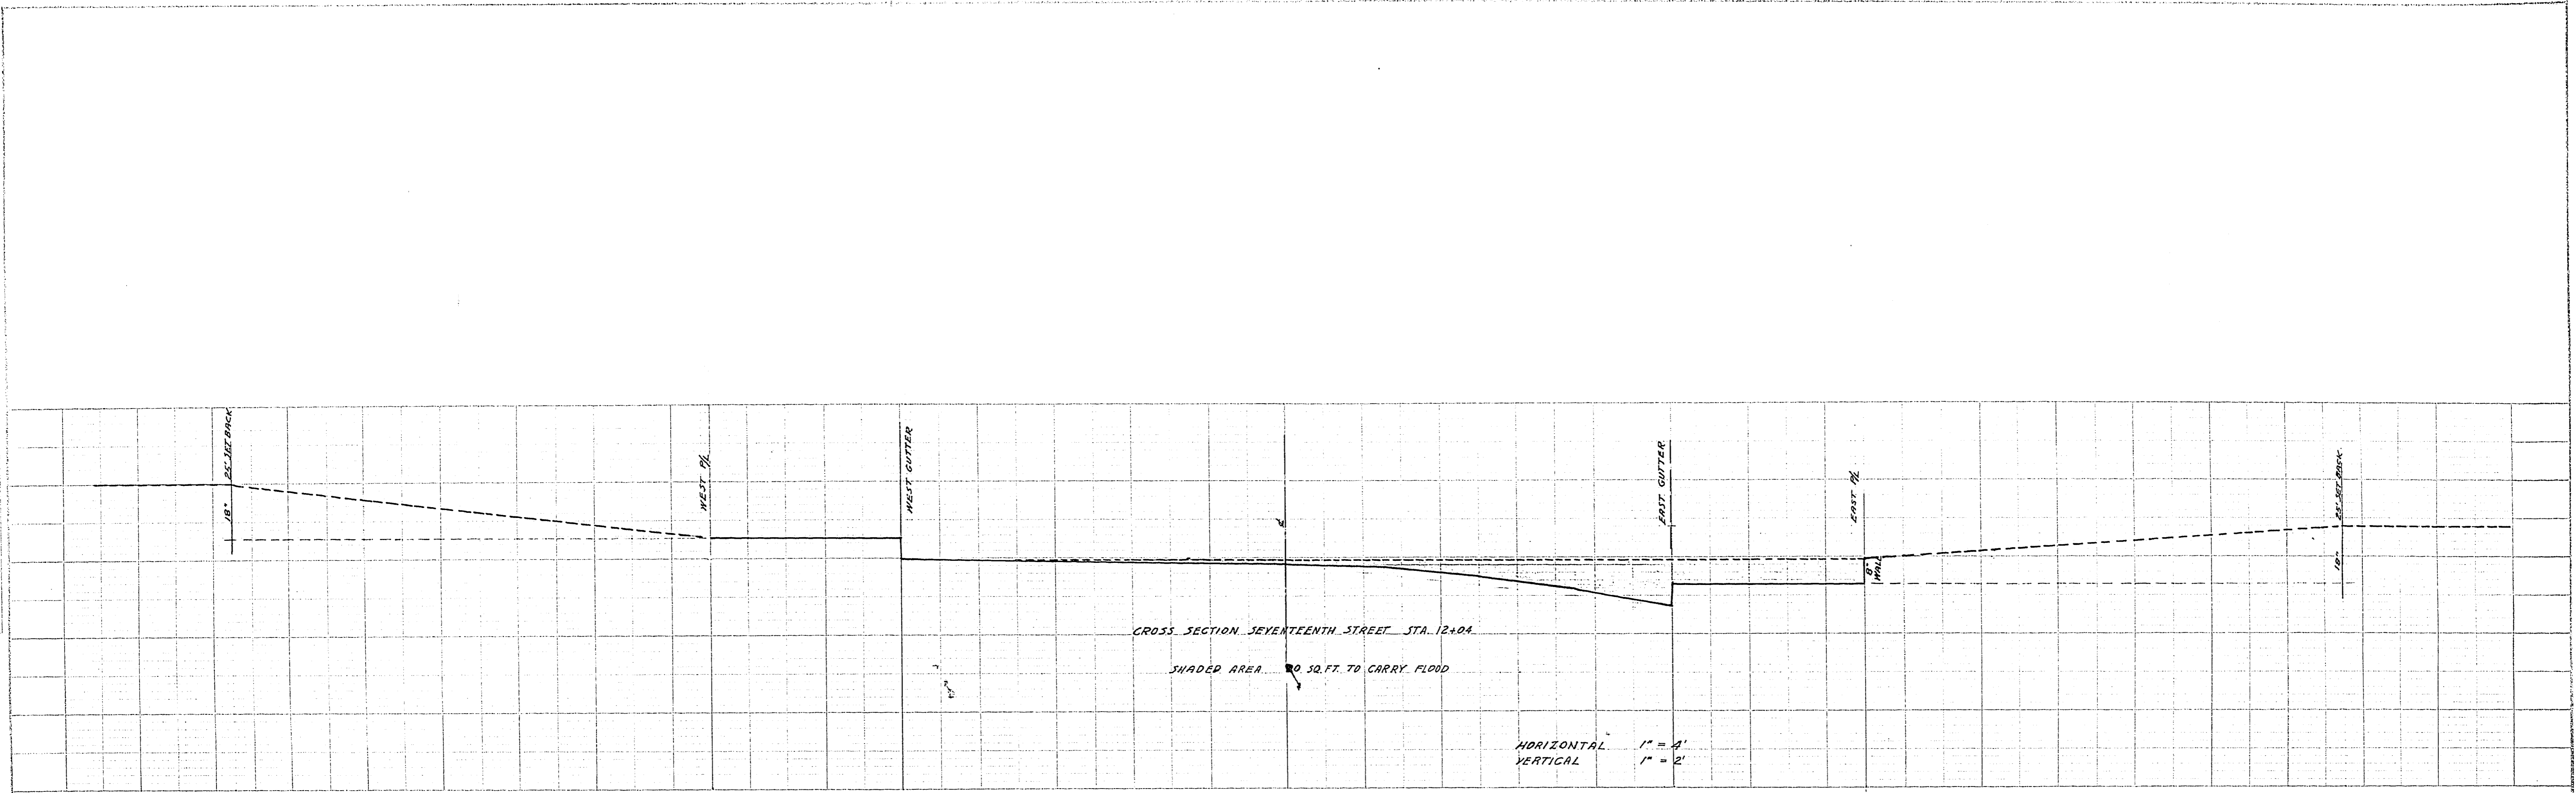 25' SET BACK
18"
WEST P/L
WEST GUTTER
℄
EAST GUTTER
EAST P/L
8"
WALL
25' SET BACK
18"
CROSS SECTION SEVENTEENTH STREET STA. 12+04
SHADED AREA SQ. FT. TO CARRY FLOOD
HORIZONTAL 1" = 4'
VERTICAL 1" = 2'